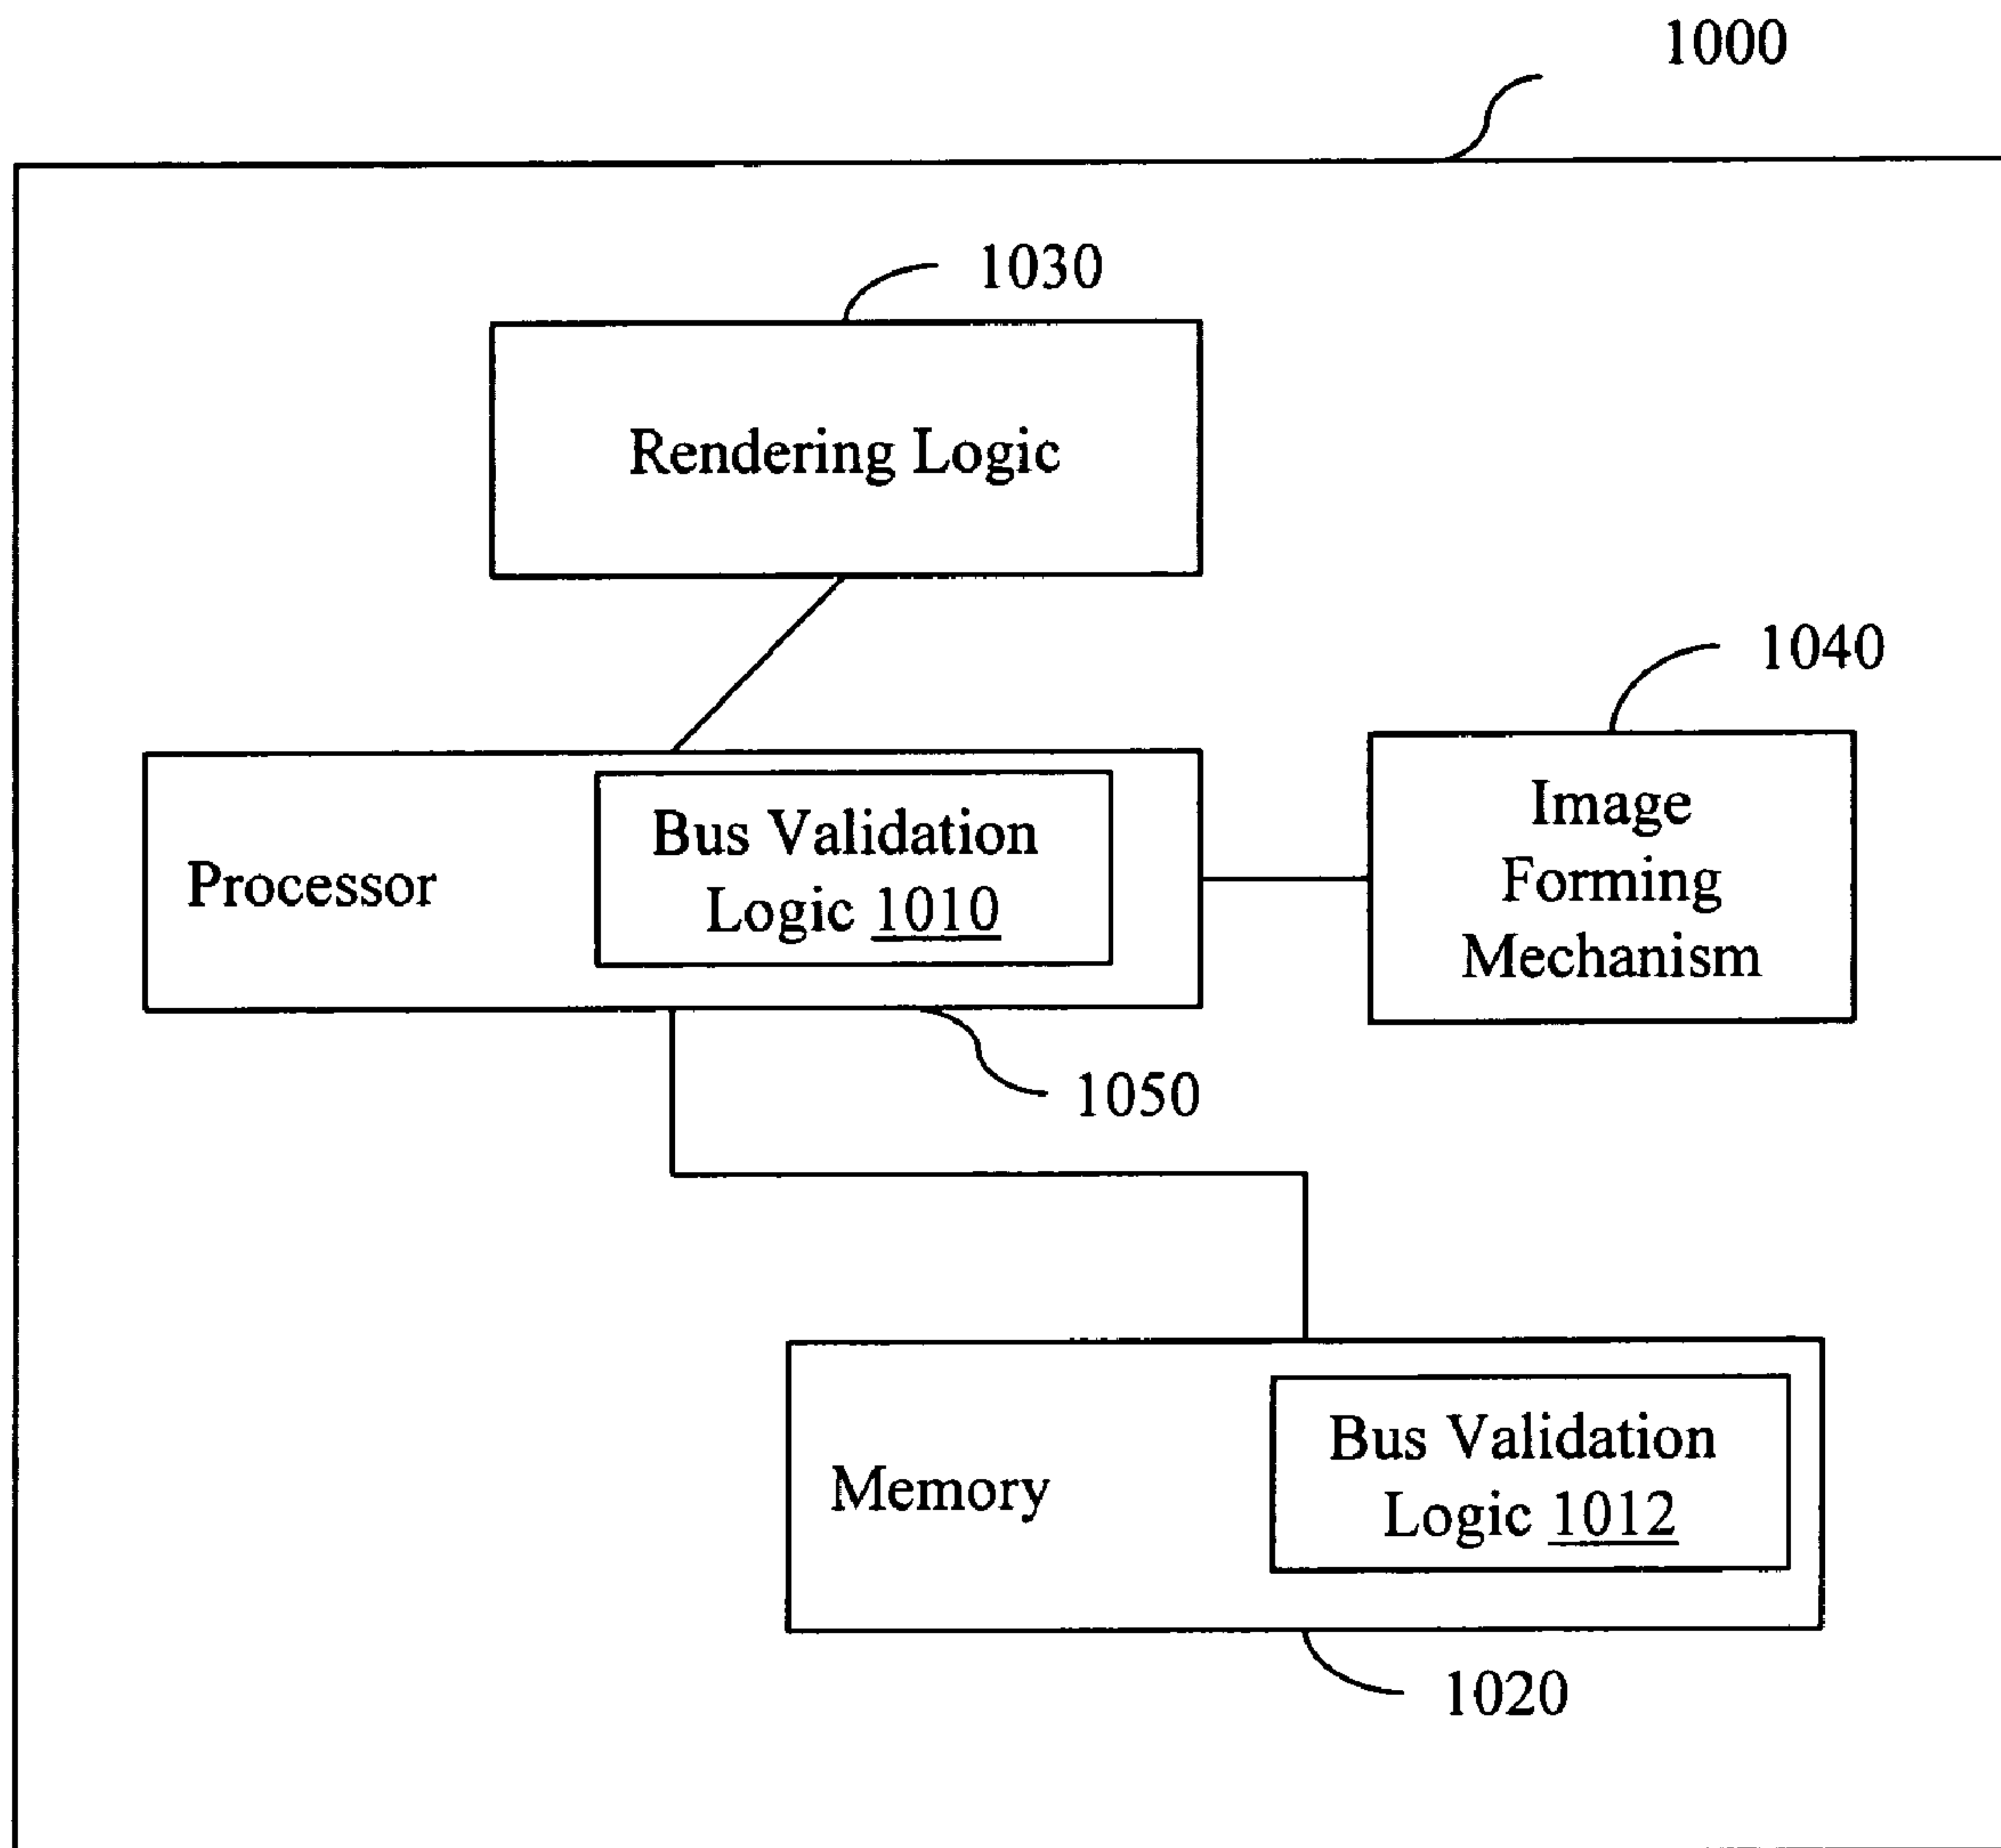 1000
1030
Rendering Logic
1040
Image
Forming
Mechanism
Processor
Bus Validation
Logic 1010
1050
Memory
Bus Validation
Logic 1012
1020